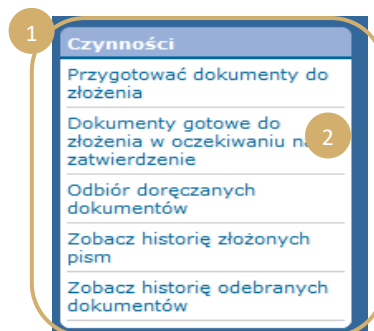 1
Czynności
Przygotować dokumenty do
złożenia
Dokumenty gotowe do
złożenia w oczekiwaniu
2
zatwierdzenie
Odbiór doręczanych
dokumentów
Zobacz historię złożonych
pism
Zobacz historię odebranych
dokumentów